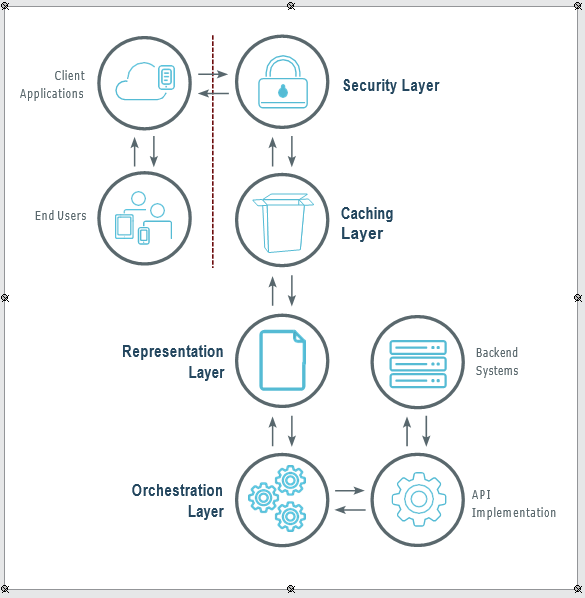 Client
Applications
Security Layer
End Users
Caching
Layer
Representation
Layer
Backend
Systems
Orchestration
Layer
API
Implementation